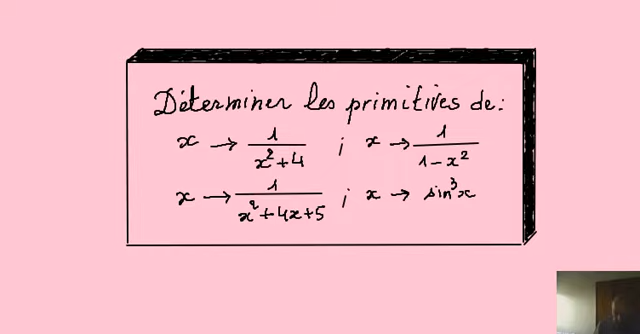 Déterminer les primitives de:
x → 1/(x²+4) ; x → 1/(1-x²)
x → 1/(x²+4x+5) ; x → sin³x